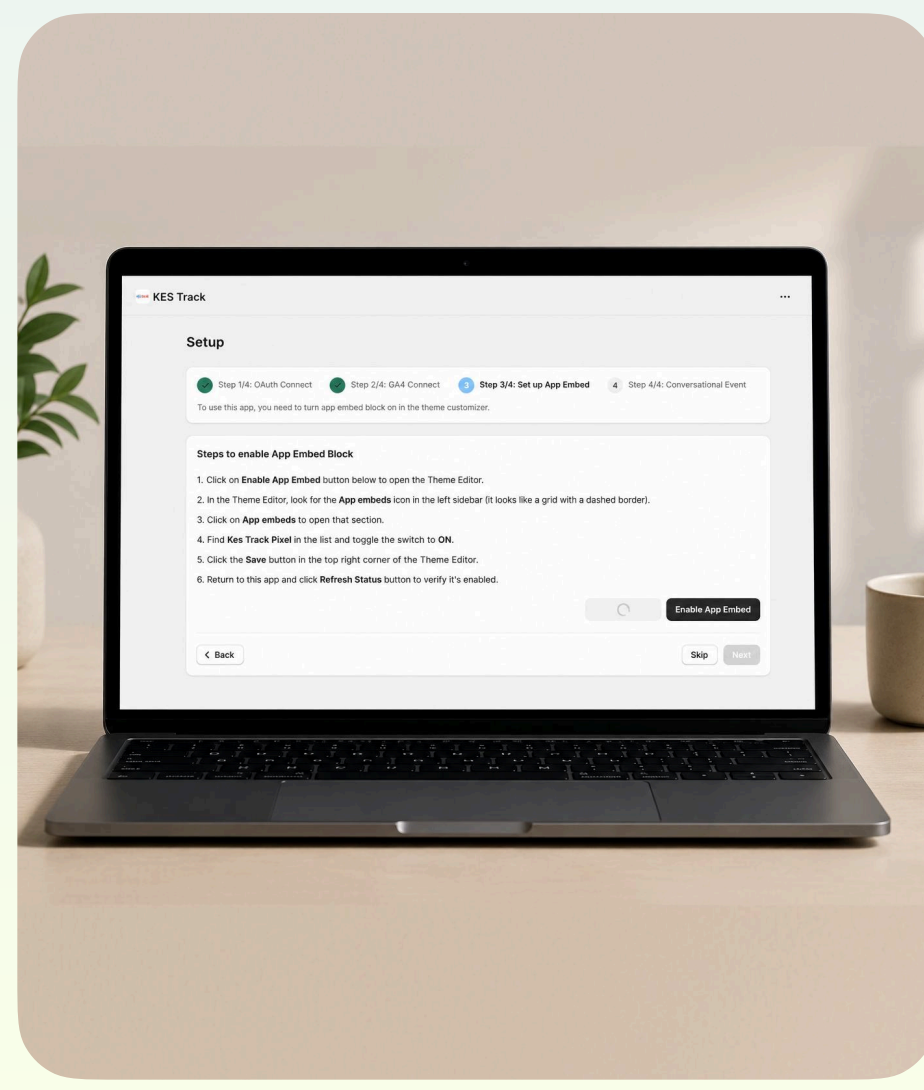 KES Track
Setup
Step 1/4: OAuth Connect
Step 2/4: GA4 Connect
3 Step 3/4: Set up App Embed
4 Step 4/4: Conversational Event
To use this app, you need to turn app embed block on in the theme customizer.
Steps to enable App Embed Block
1. Click on Enable App Embed button below to open the Theme Editor.
2. In the Theme Editor, look for the App embeds icon in the left sidebar (it looks like a grid with a dashed border).
3. Click on App embeds to open that section.
4. Find Kes Track Pixel in the list and toggle the switch to ON.
5. Click the Save button in the top right corner of the Theme Editor.
6. Return to this app and click Refresh Status button to verify it's enabled.
Enable App Embed
Back
Skip
Next